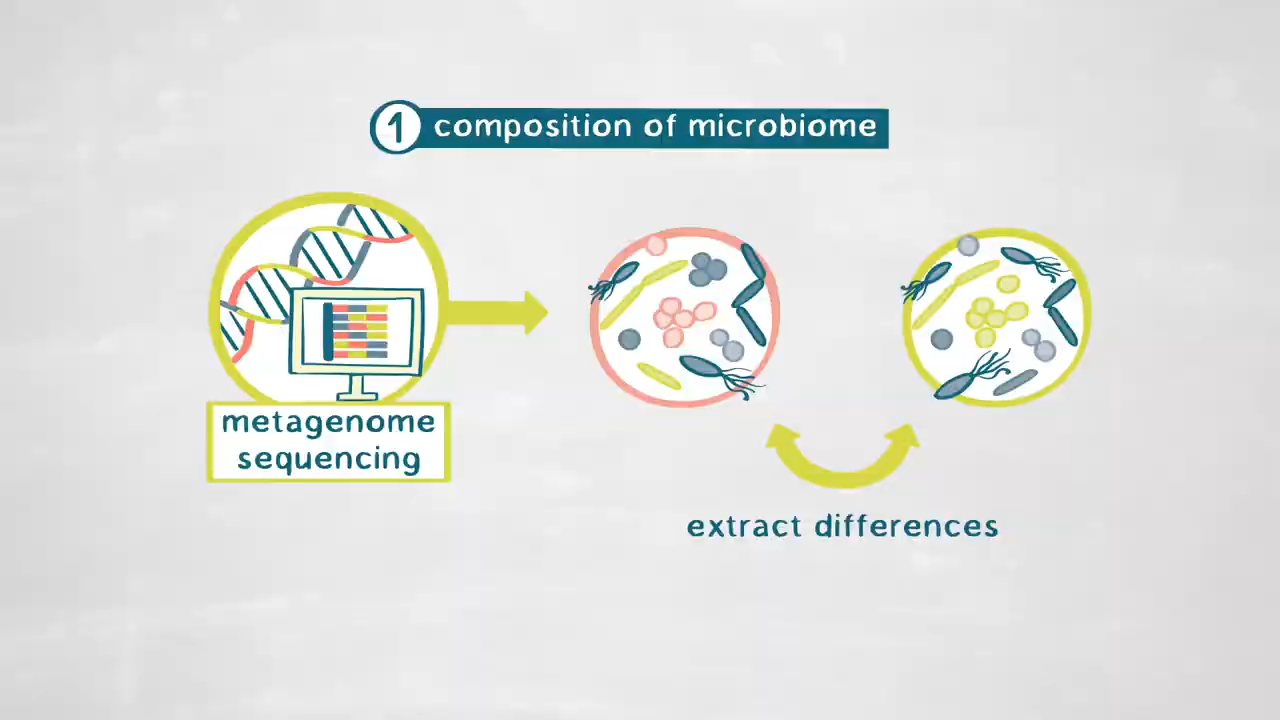 1 composition of microbiome
metagenome
sequencing
extract differences